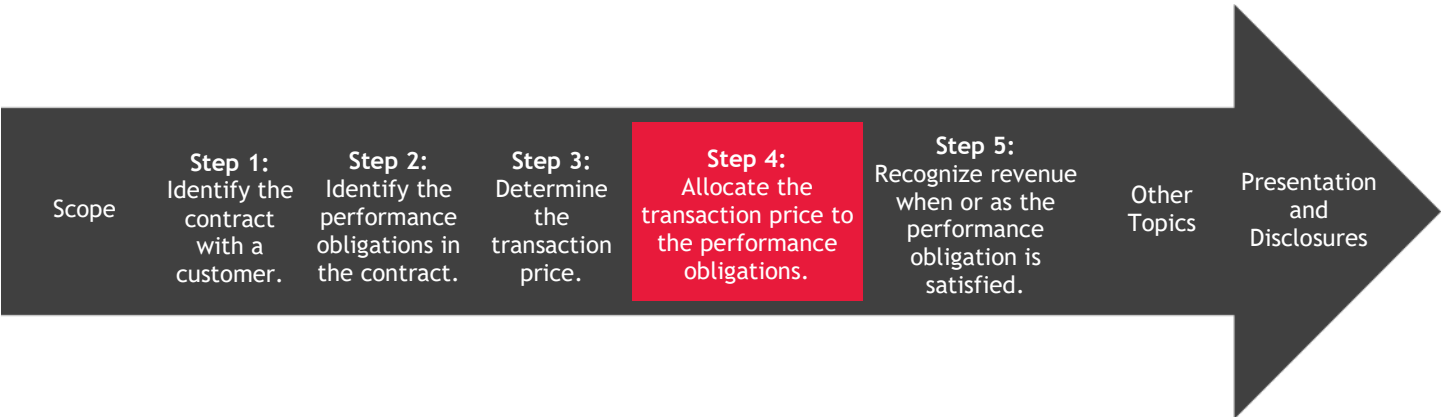 Scope
Step 1:
Identify the
contract
with a
customer.
Step 2:
Identify the
performance
obligations in
the contract.
Step 3:
Determine
the
transaction
price.
Step 4:
Allocate the
transaction price to
the performance
obligations.
Step 5:
Recognize revenue
when or as the
performance
obligation is
satisfied.
Other
Topics
Presentation
and
Disclosures